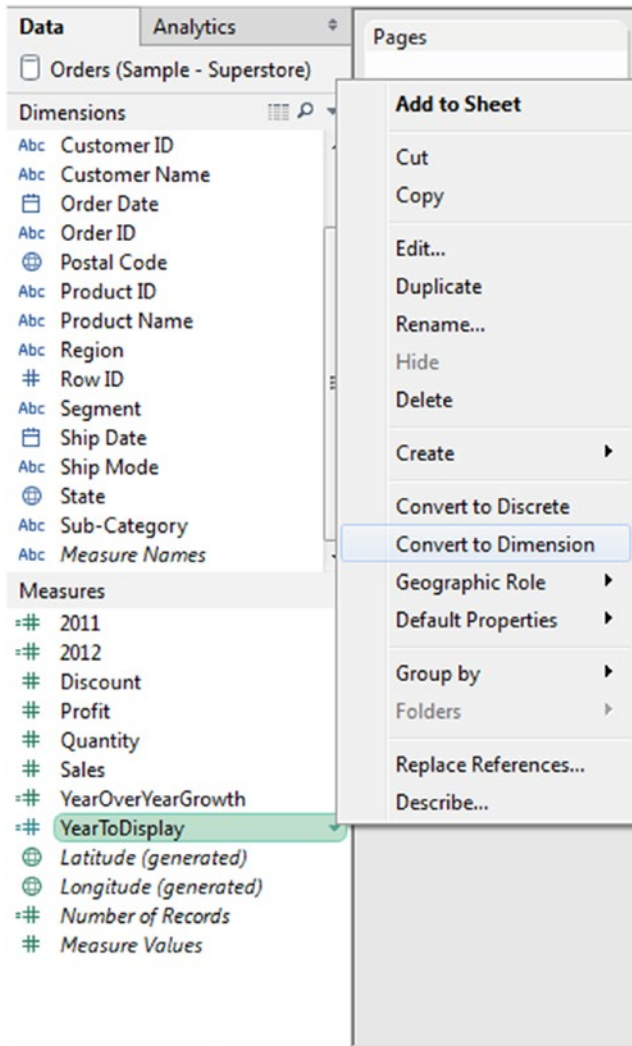 Data
Analytics
Pages
Orders (Sample - Superstore)
Dimensions
Abc Customer ID
Abc Customer Name
Order Date
Abc Order ID
Postal Code
Abc Product ID
Abc Product Name
Abc Region
# Row ID
Abc Segment
Ship Date
Abc Ship Mode
State
Abc Sub-Category
Abc Measure Names
Measures
=# 2011
=# 2012
# Discount
# Profit
# Quantity
# Sales
=# YearOverYearGrowth
=# YearToDisplay
Latitude (generated)
Longitude (generated)
=# Number of Records
# Measure Values
Add to Sheet
Cut
Copy
Edit...
Duplicate
Rename...
Hide
Delete
Create
Convert to Discrete
Convert to Dimension
Geographic Role
Default Properties
Group by
Folders
Replace References...
Describe...